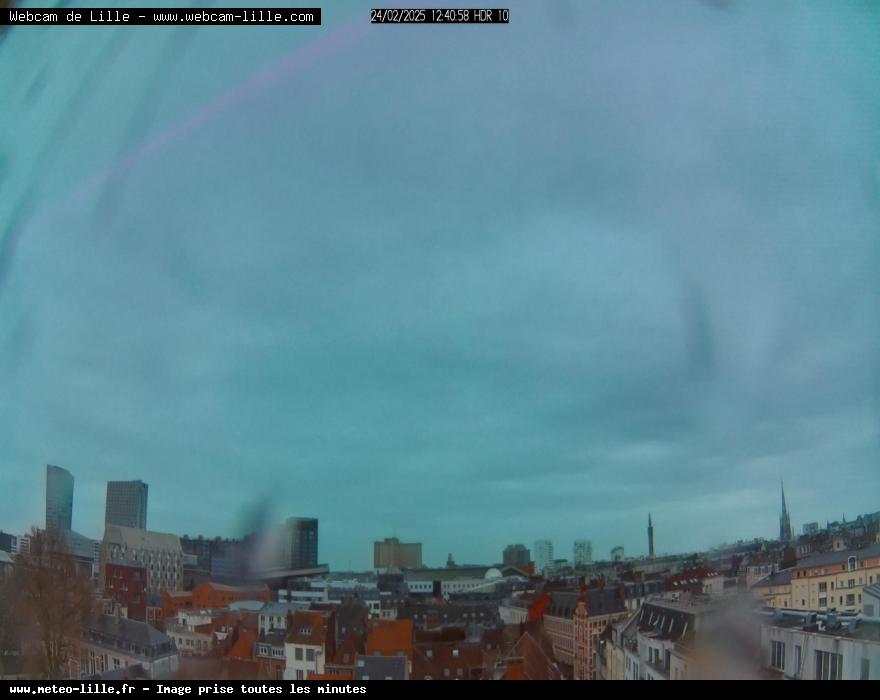 Webcam de Lille - www.webcam-lille.com
24/02/2025 12:40:58 HDR 10
www.meteo-lille.fr - Image prise toutes les minutes